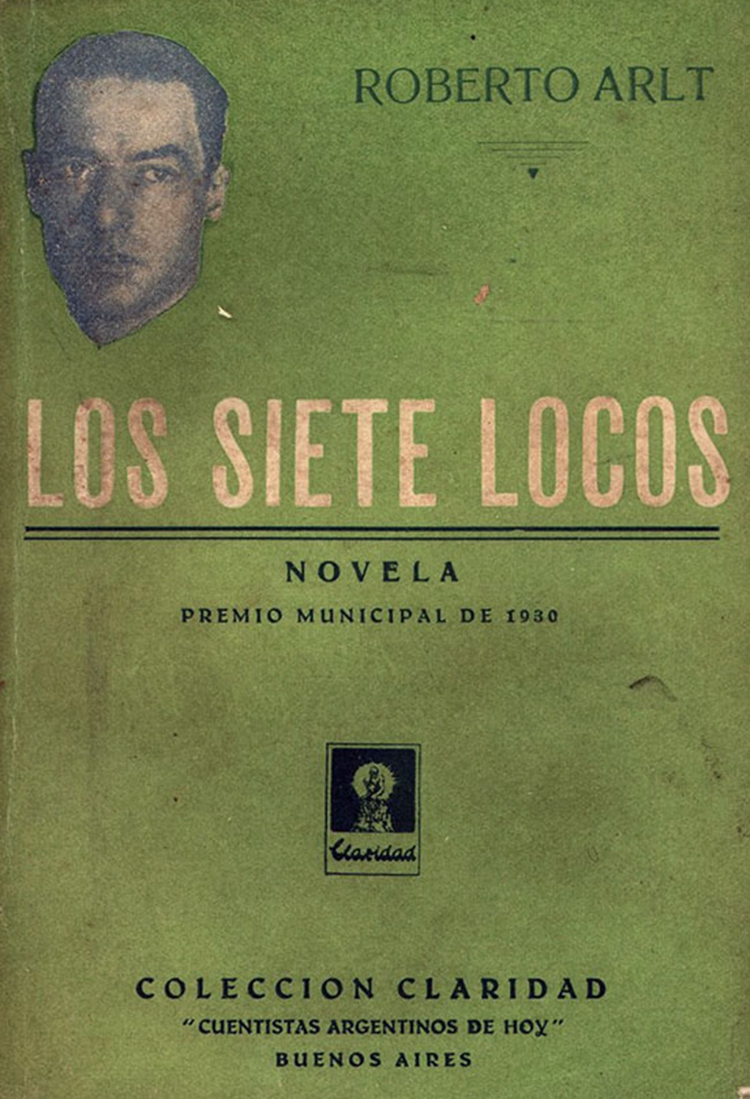 ROBERTO ARLT
LOS SIETE LOCOS
NOVELA
PREMIO MUNICIPAL DE 1930
Claridad
COLECCION CLARIDAD
"CUENTISTAS ARGENTINOS DE HOY"
BUENOS AIRES